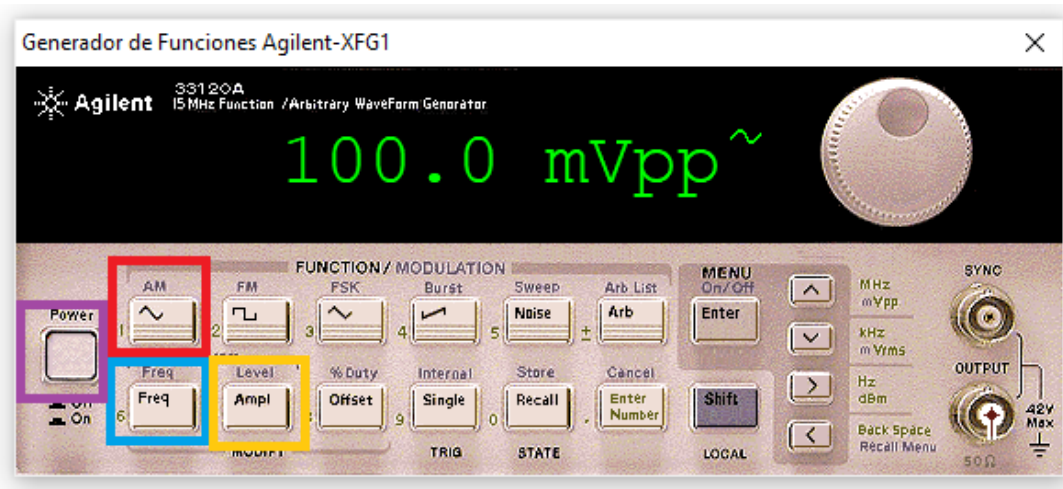 Generador de Funciones Agilent-XFG1
Agilent 33120A
15 MHz Function /Arbitrary WaveForm Generator
100.0 mVpp~
FUNCTION/MODULATION
MENU
On/Off
AM FM FSK Burst Sweep Arb List
MHz
mVpp
SYNC
Power
1 2 3 4 Noise 5 Arb ± Enter
kHz
mVrms
Freq Level %Duty Internal Store Cancel
OUTPUT
Freq Ampl Offset Single Recall Enter Number Shift
Hz
dBm
6 9 0 .
On
Back Space
Recall Menu
42V
Max
TRIG STATE LOCAL
50Ω